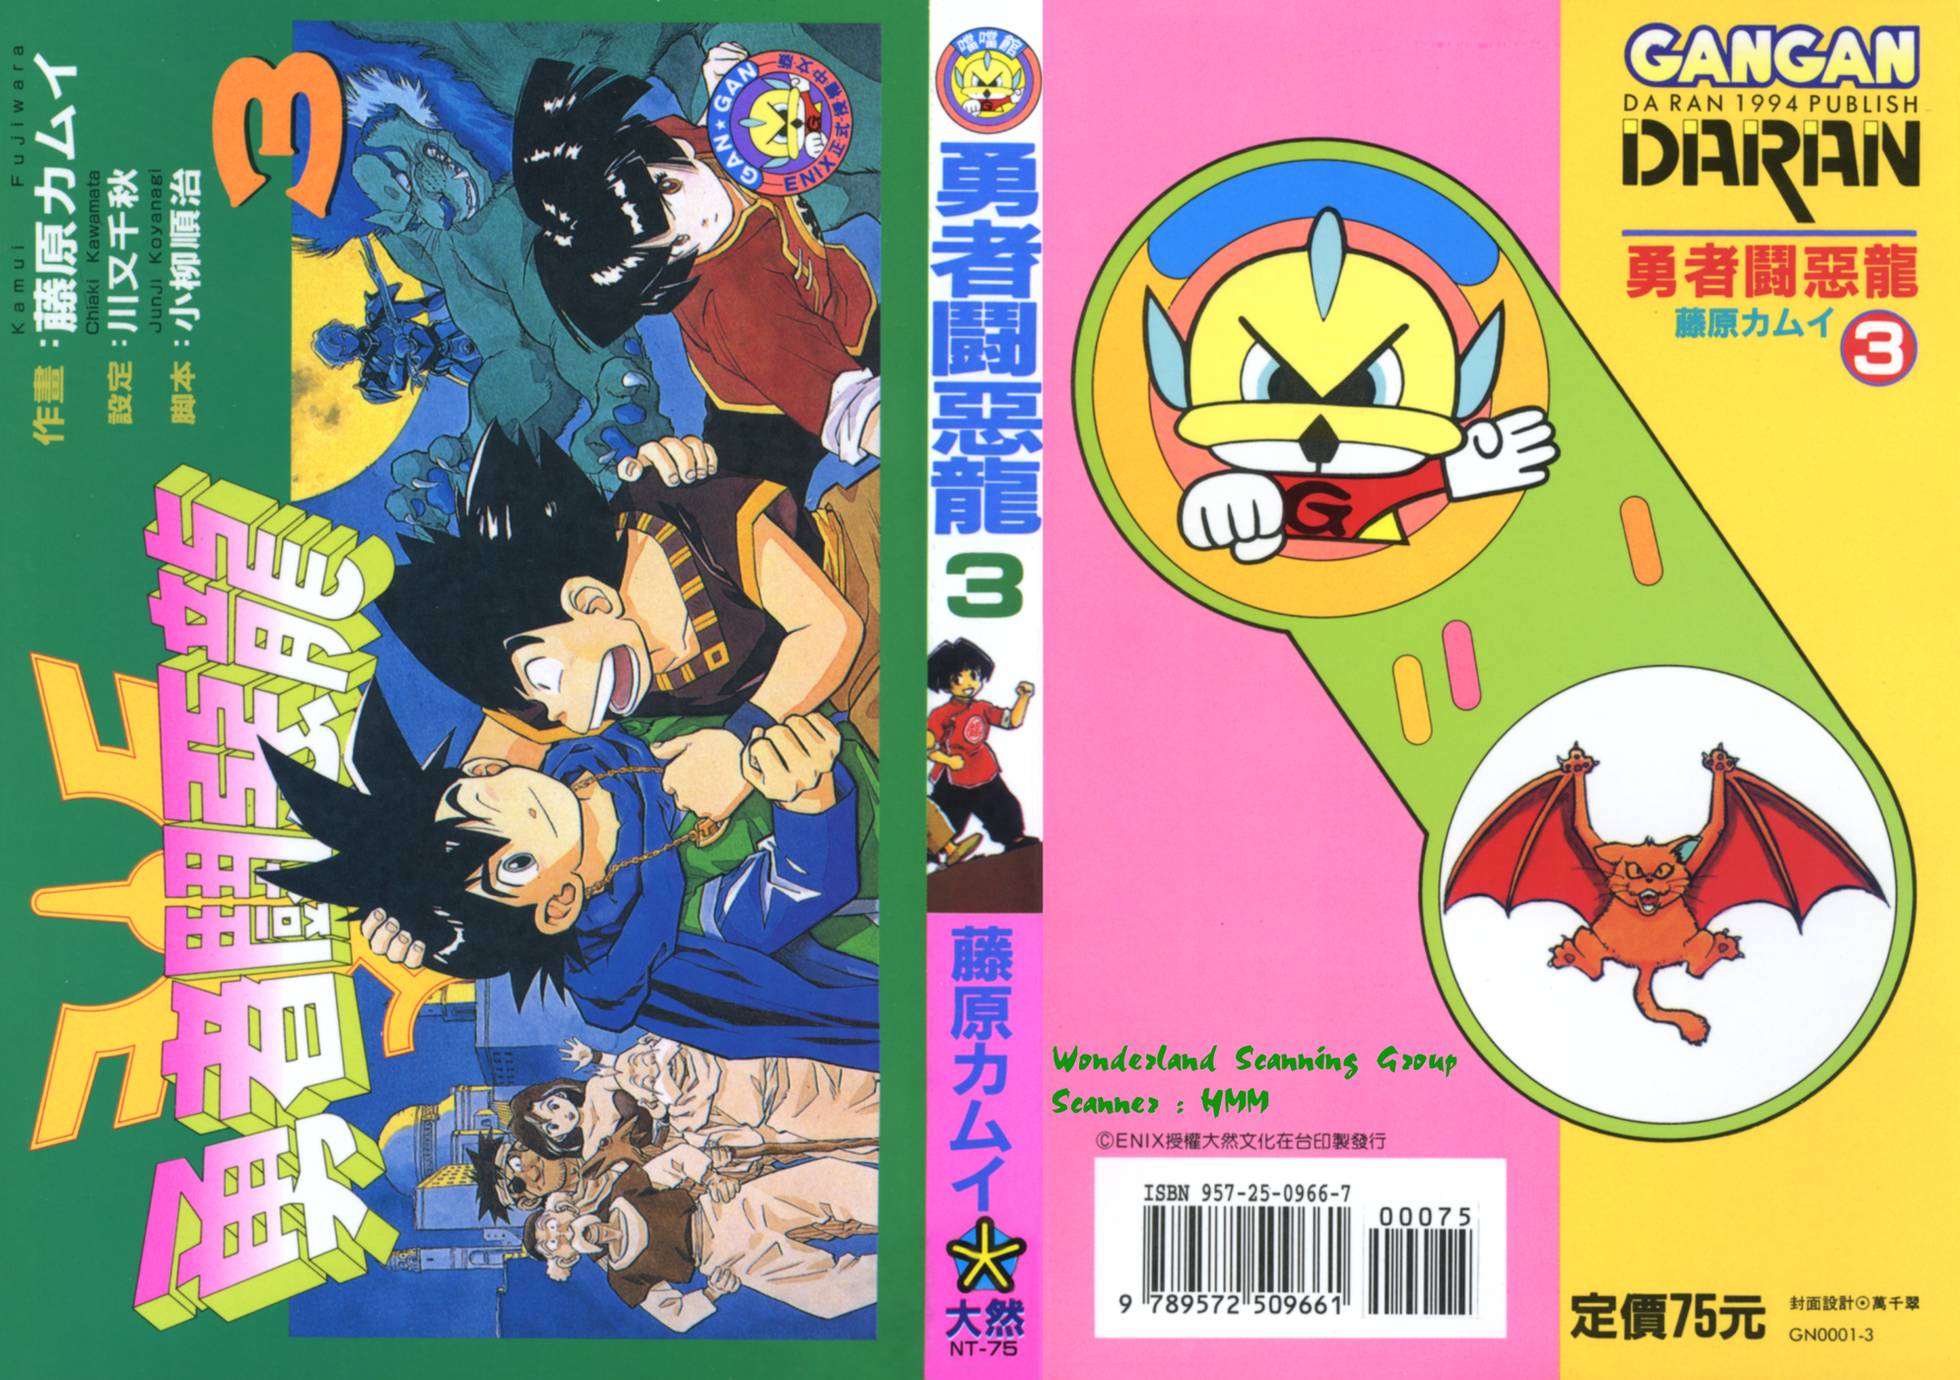 Kamui Fujiwara
作畫：藤原カムイ
Chiaki Kawamata
設定：川又千秋
Junji Koyanagi
脚本：小柳順治
3
勇者鬪惡龍
GAN★GAN
ENIX正式授權中文版
G
噹噹館
G
勇者鬪惡龍
3
藤原カムイ
大然
NT-75
G
Wonderland Scanning Group
Scanner : HMM
©ENIX授權大然文化在台印製發行
ISBN 957-25-0966-7
00075
9 789572 509661
GANGAN
DA RAN 1994 PUBLISH
DARAN
勇者鬪惡龍
藤原カムイ
3
定價75元
封面設計⊙萬千翠
GN0001-3